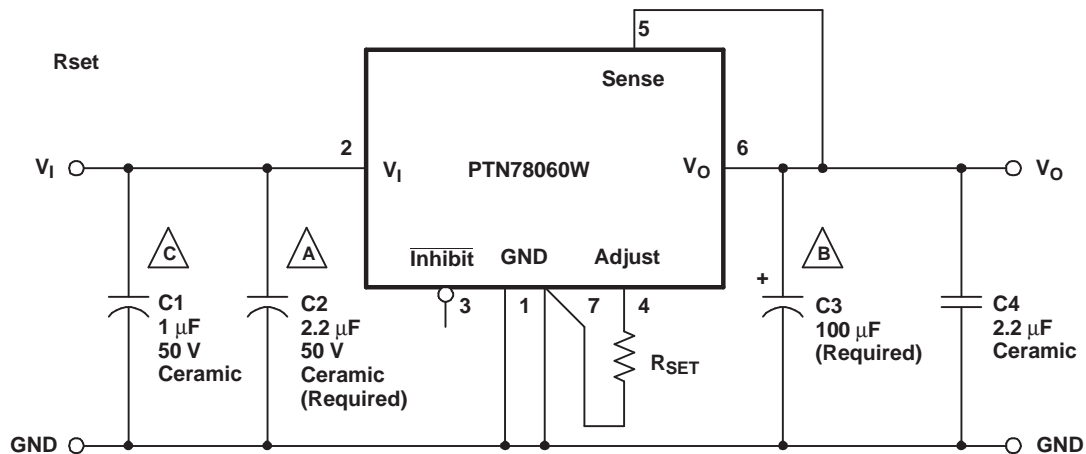 5
Rset
Sense
V_I
2
V_I
PTN78060W
V_O
6
V_O
C
A
B
Inhibit
GND
Adjust
3
1
7
4
C1
1 μF
50 V
Ceramic
C2
2.2 μF
50 V
Ceramic
(Required)
R_SET
+
C3
100 μF
(Required)
C4
2.2 μF
Ceramic
GND
GND